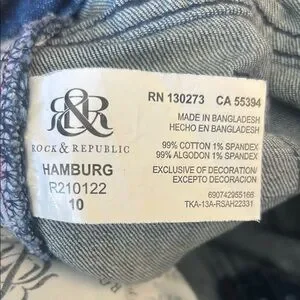 R&R
ROCK & REPUBLIC
HAMBURG
R210122
10
RN 130273 CA 55394
MADE IN BANGLADESH
HECHO EN BANGLADESH
99% COTTON 1% SPANDEX
99% ALGODON 1% SPANDEX
EXCLUSIVE OF DECORATION/
EXCEPTO DECORACION
690742955166
TKA-13A-RSAH22331